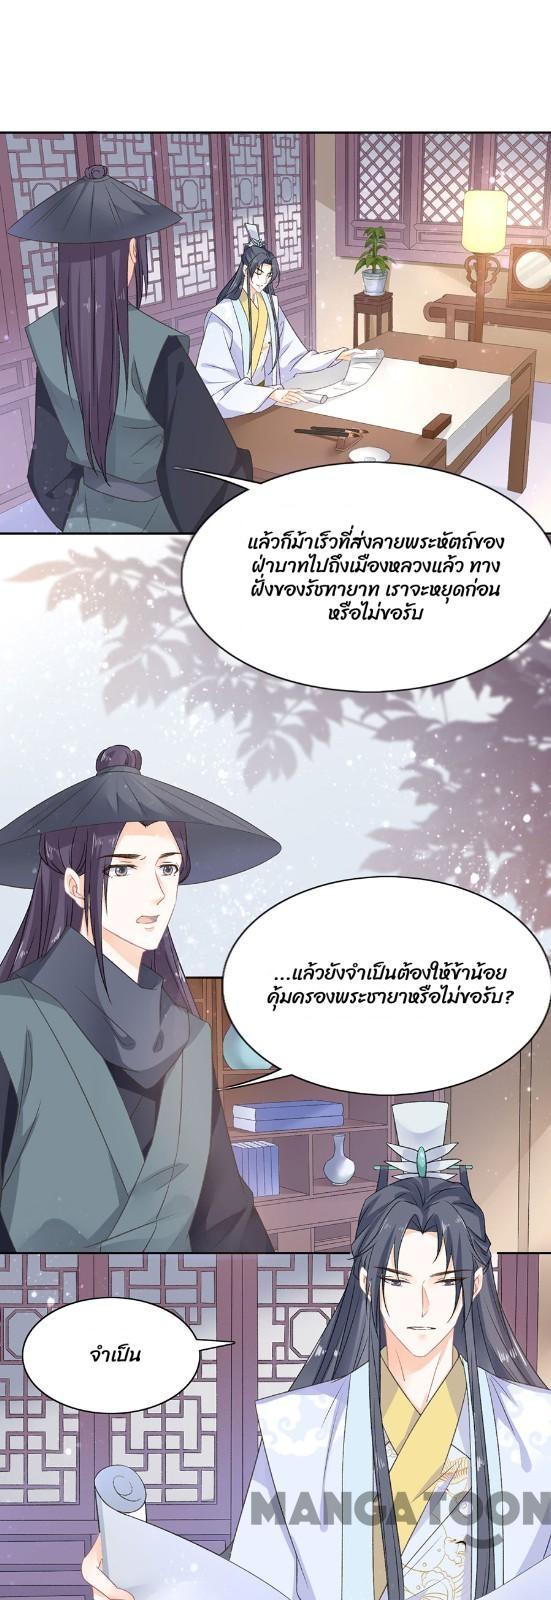 แล้วก็ม้าเร็วที่ส่งลายพระหัตถ์ของ
ฝ่าบาทไปถึงเมืองหลวงแล้ว ทาง
ฝั่งของรัชทายาท เราจะหยุดก่อน
หรือไม่ขอรับ
...แล้วยังจำเป็นต้องให้ข้าน้อย
คุ้มครองพระชายาหรือไม่ขอรับ?
จำเป็น
MANGATOON